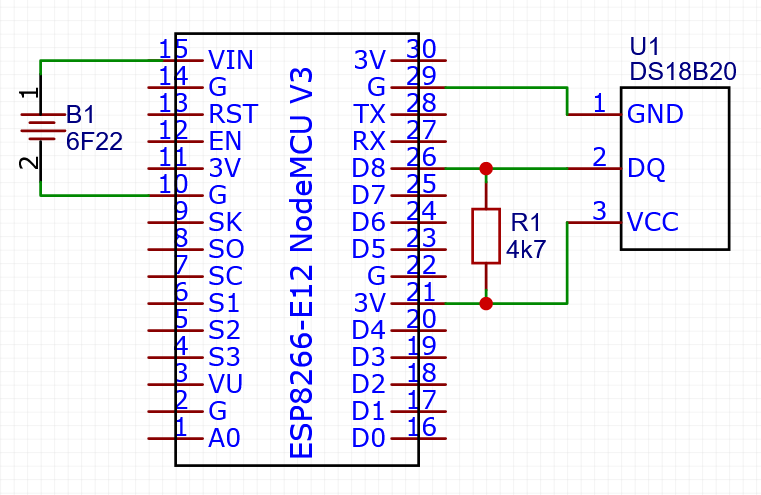 15 VIN
14 G
13 RST
12 EN
11 3V
10 G
9 SK
8 SO
7 SC
6 S1
5 S2
4 S3
3 VU
2 G
1 A0
ESP8266-E12 NodeMCU V3
3V 30
G 29
TX 28
RX 27
D8 26
D7 25
D6 24
D5 23
G 22
3V 21
D4 20
D3 19
D2 18
D1 17
D0 16
1
B1
6F22
2
R1
4k7
U1
DS18B20
1 GND
2 DQ
3 VCC